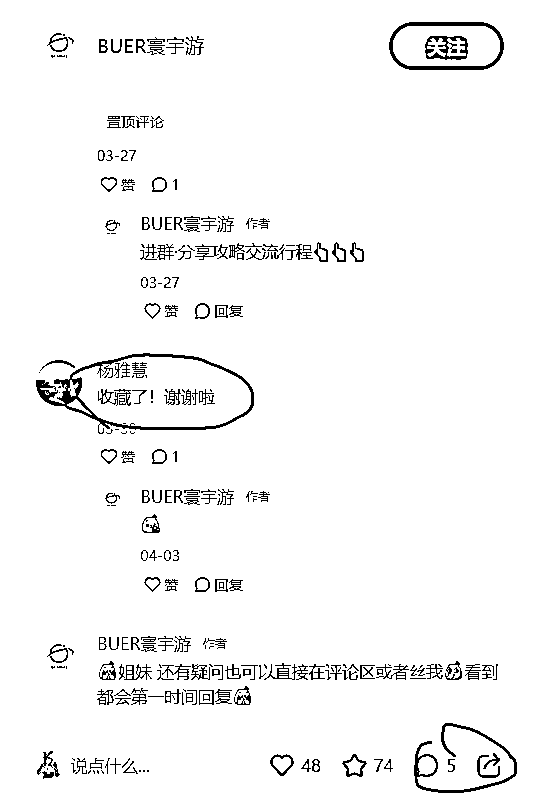 BUER寰宇游
关注
置顶评论
03-27
赞 1
BUER寰宇游 作者
进群·分享攻略交流行程
03-27
赞 回复
杨雅慧
收藏了！谢谢啦
03-30
赞 1
BUER寰宇游 作者
04-03
赞 回复
BUER寰宇游 作者
姐妹 还有疑问也可以直接在评论区或者丝我 看到
都会第一时间回复
说点什么... 48 74 5